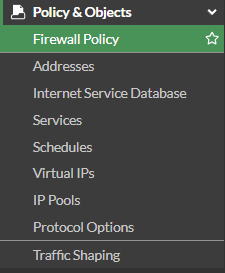 Policy & Objects
Firewall Policy
Addresses
Internet Service Database
Services
Schedules
Virtual IPs
IP Pools
Protocol Options
Traffic Shaping